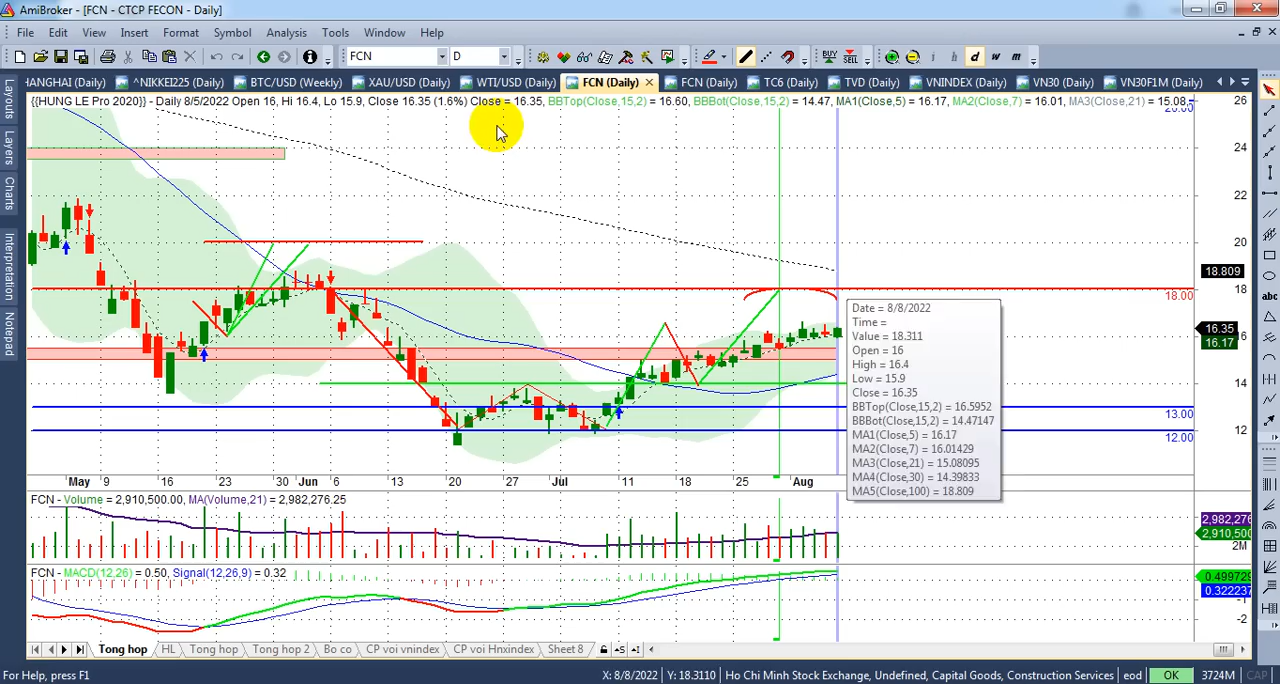 AmiBroker - [FCN - CTCP FECON - Daily]
File Edit View Insert Format Symbol Analysis Tools Window Help
FCN D BUY SELL i h d w m
HANGHAI (Daily) ^NIKKEI225 (Daily) BTC/USD (Weekly) XAU/USD (Daily) WTI/USD (Daily) FCN (Daily) FCN (Daily) TC6 (Daily) TVD (Daily) VNINDEX (Daily) VN30 (Daily) VN30F1M (Daily)
{{HUNG LE Pro 2020}} - Daily 8/5/2022 Open 16, Hi 16.4, Lo 15.9, Close 16.35 (1.6%) Close = 16.35, BBTop(Close,15,2) = 16.60, BBBot(Close,15,2) = 14.47, MA1(Close,5) = 16.17, MA2(Close,7) = 16.01, MA3(Close,21) = 15.08,
Layouts
Layers
Charts
Interpretation
Notepad
26
20.00
24
22
20
18.809
18
18.00
16.35
16
16.17
14
13.00
12
12.00
Date = 8/8/2022
Time =
Value = 18.311
Open = 16
High = 16.4
Low = 15.9
Close = 16.35
BBTop(Close,15,2) = 16.5952
BBBot(Close,15,2) = 14.47147
MA1(Close,5) = 16.17
MA2(Close,7) = 16.01429
MA3(Close,21) = 15.08095
MA4(Close,30) = 14.39833
MA5(Close,100) = 18.809
May 9 16 23 Jun 6 13 20 27 Jul 11 18 25 Aug
FCN - Volume = 2,910,500.00, MA(Volume,21) = 2,982,276.25
2,982,276
2,910,500
2M
FCN - MACD(12,26) = 0.50, Signal(12,26,9) = 0.32
0.499729
0.322237
-1
-2
Tong hop HL Tong hop Tong hop 2 Bo co CP voi vnindex CP voi Hnxindex Sheet 8
For Help, press F1 X: 8/8/2022 Y: 18.3110 Ho Chi Minh Stock Exchange, Undefined, Capital Goods, Construction Services eod OK 3724M CAP
abc